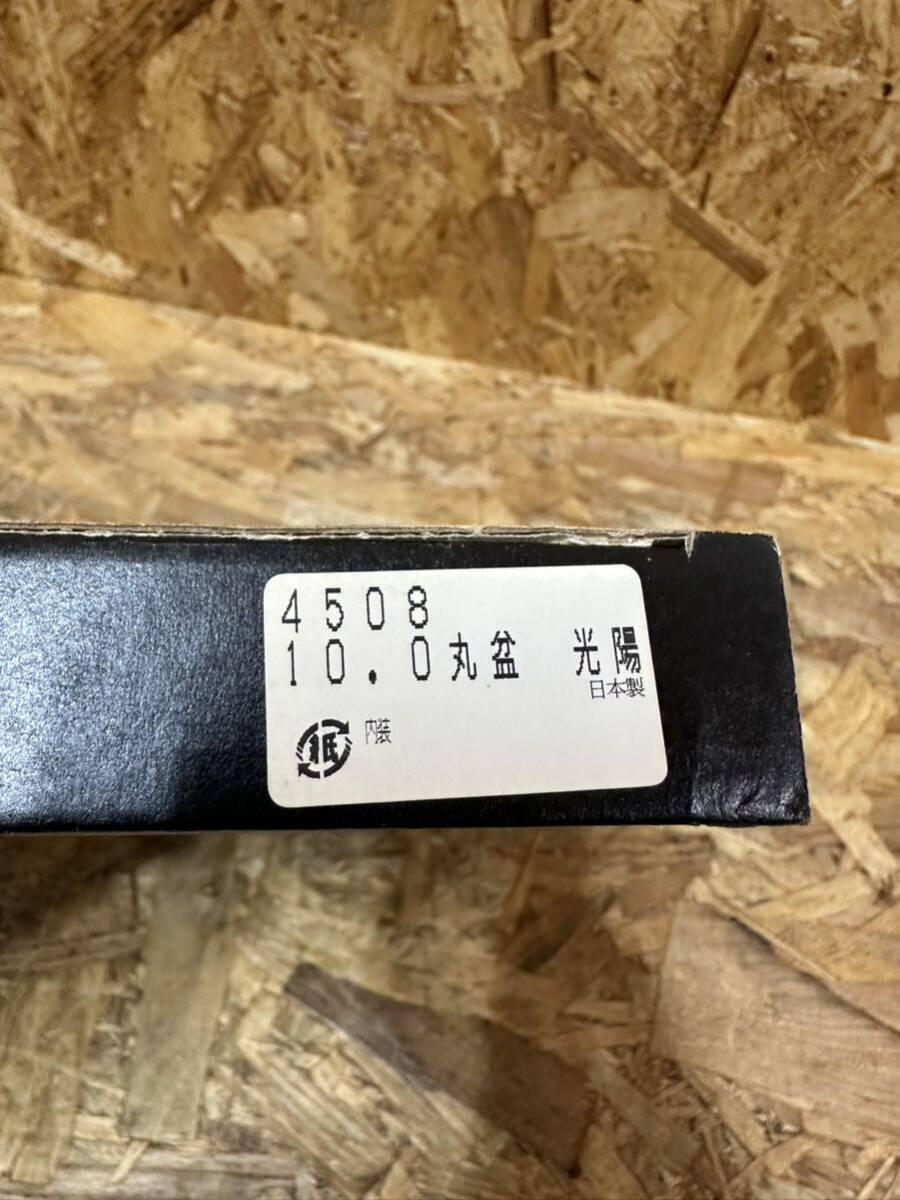 4508
10.0丸盆 光陽
日本製
紙 内装